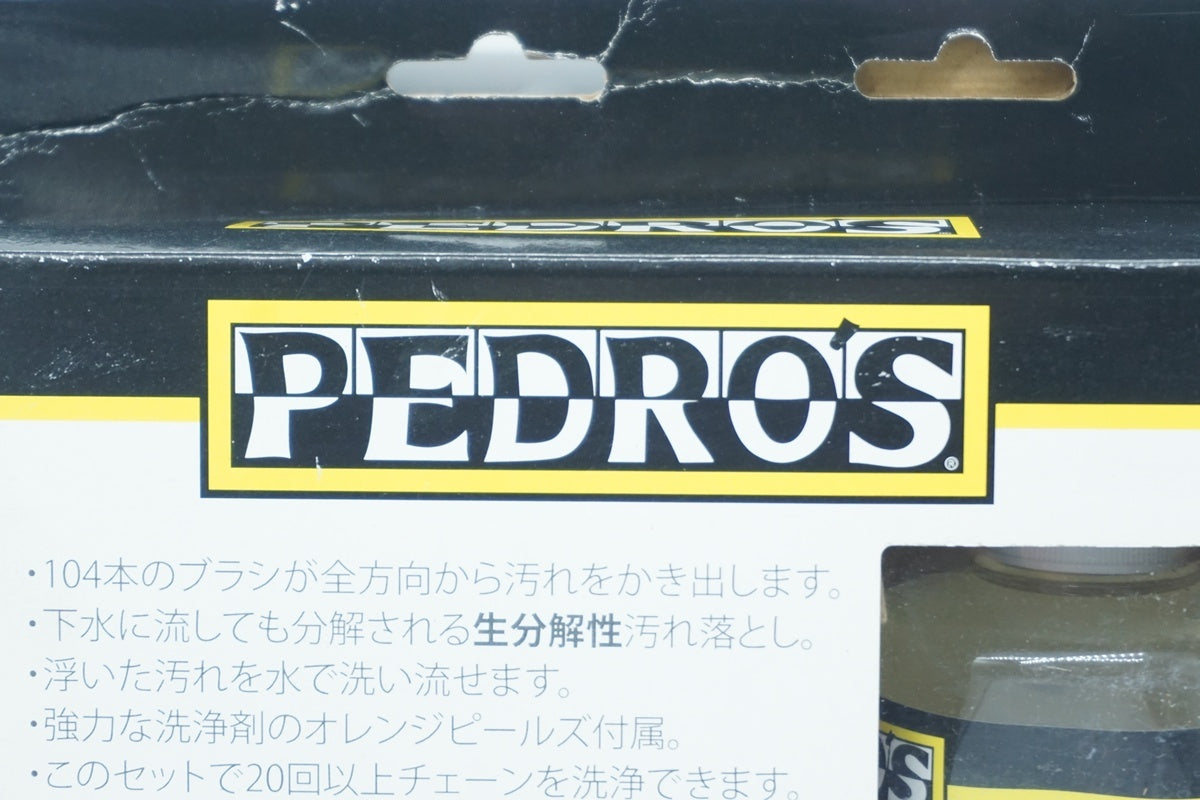 PEDRO'S
PEDRO'S®
・104本のブラシが全方向から汚れをかき出します。
・下水に流しても分解される生分解性汚れ落とし。
・浮いた汚れを水で洗い流せます。
・強力な洗浄剤のオレンジピールズ付属。
・このセットで20回以上チェーンを洗浄できます。
'S